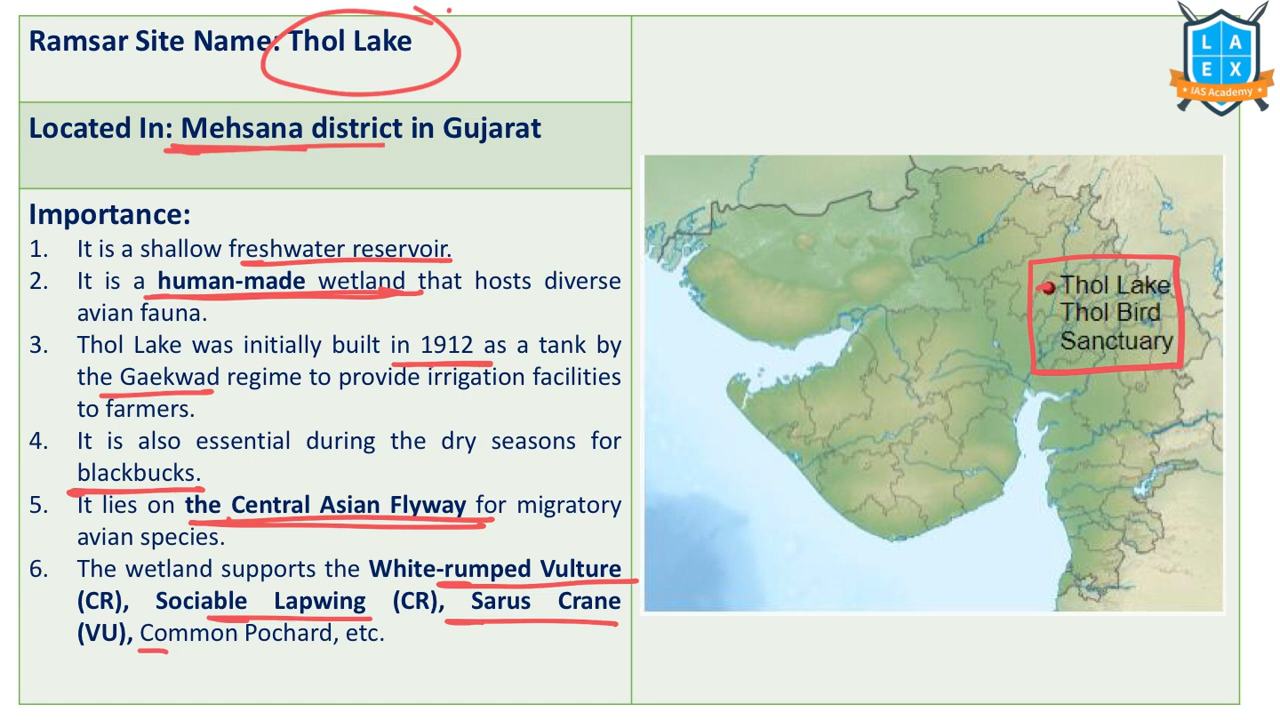 Ramsar Site Name: Thol Lake
Located In: Mehsana district in Gujarat
Importance:
1. It is a shallow freshwater reservoir.
2. It is a human-made wetland that hosts diverse
avian fauna.
3. Thol Lake was initially built in 1912 as a tank by
the Gaekwad regime to provide irrigation facilities
to farmers.
4. It is also essential during the dry seasons for
blackbucks.
5. It lies on the Central Asian Flyway for migratory
avian species.
6. The wetland supports the White-rumped Vulture
(CR), Sociable Lapwing (CR), Sarus Crane
(VU), Common Pochard, etc.
Thol Lake
Thol Bird
Sanctuary
L A
E X
IAS Academy